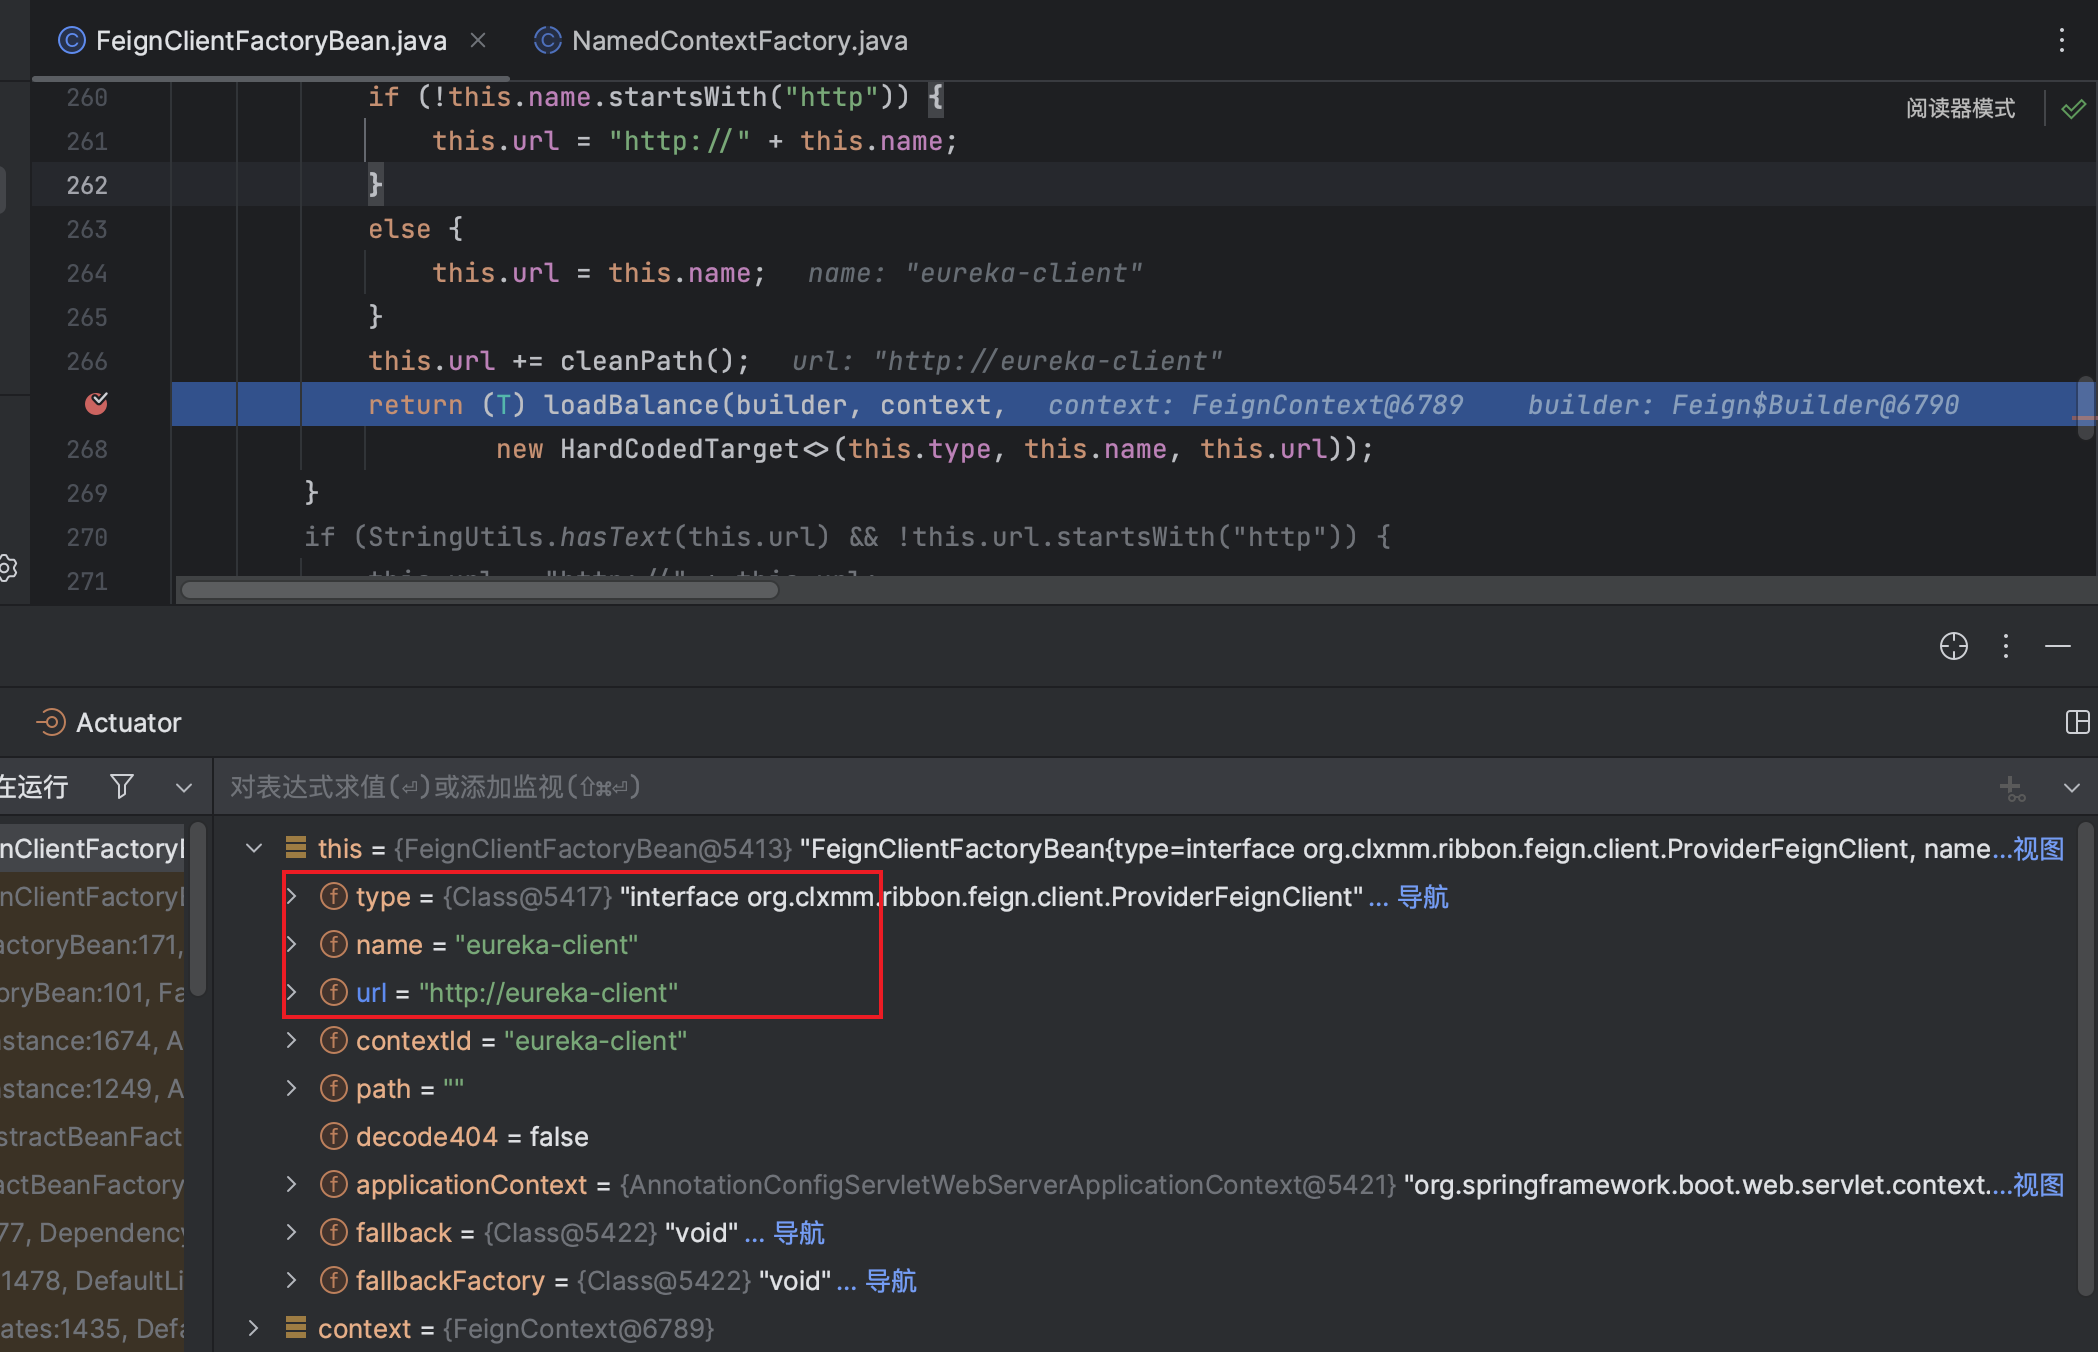 FeignClientFactoryBean.java
NamedContextFactory.java
260 if (!this.name.startsWith("http")) {
阅读器模式
261 this.url = "http://" + this.name;
262 }
263 else {
264 this.url = this.name; name: "eureka-client"
265 }
266 this.url += cleanPath(); url: "http://eureka-client"
return (T) loadBalance(builder, context, context: FeignContext@6789 builder: Feign$Builder@6790
268 new HardCodedTarget<>(this.type, this.name, this.url));
269 }
270 if (StringUtils.hasText(this.url) && !this.url.startsWith("http")) {
271
Actuator
在运行
对表达式求值(⏎)或添加监视(⇧⌘⏎)
nClientFactoryB
this = {FeignClientFactoryBean@5413} "FeignClientFactoryBean{type=interface org.clxmm.ribbon.feign.client.ProviderFeignClient, name...视图
nClientFactoryB
type = {Class@5417} "interface org.clxmm.ribbon.feign.client.ProviderFeignClient" ... 导航
actoryBean:171,
name = "eureka-client"
oryBean:101, Fa
url = "http://eureka-client"
stance:1674, A
contextId = "eureka-client"
stance:1249, A
path = ""
stractBeanFact
decode404 = false
actBeanFactory
applicationContext = {AnnotationConfigServletWebServerApplicationContext@5421} "org.springframework.boot.web.servlet.context....视图
77, Dependency
fallback = {Class@5422} "void" ... 导航
1478, DefaultLi
fallbackFactory = {Class@5422} "void" ... 导航
ates:1435, Defa
context = {FeignContext@6789}